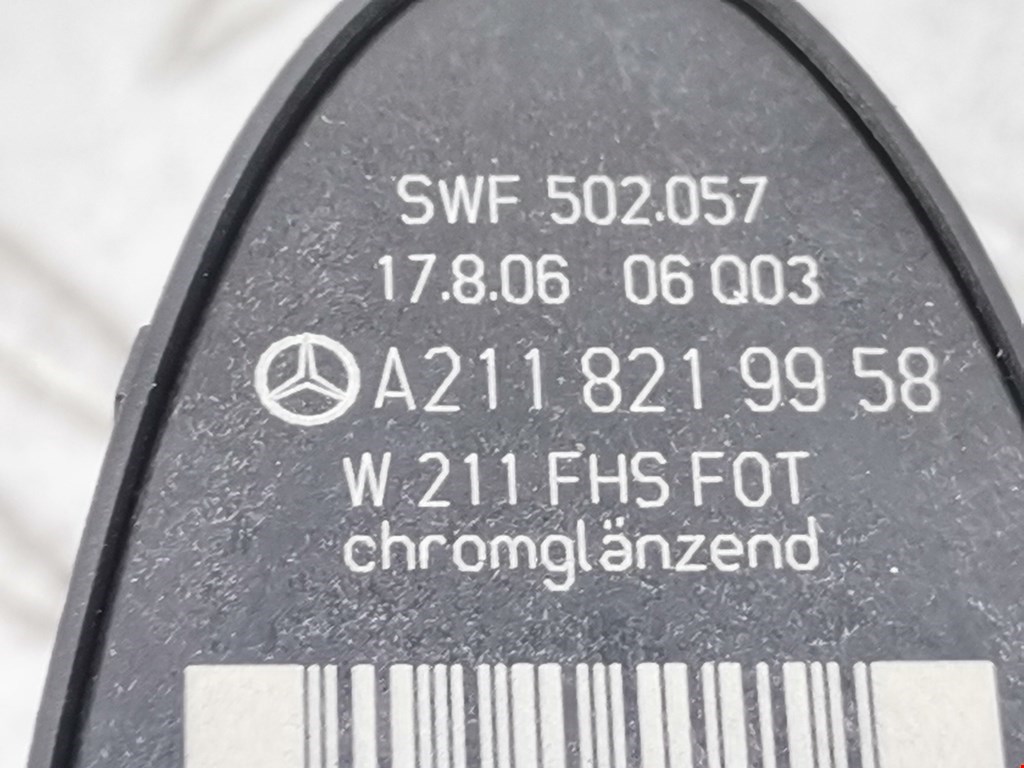 SWF 502.057
17.8.06 06 Q03
A211 821 99 58
W 211 FHS FOT
chromglänzend